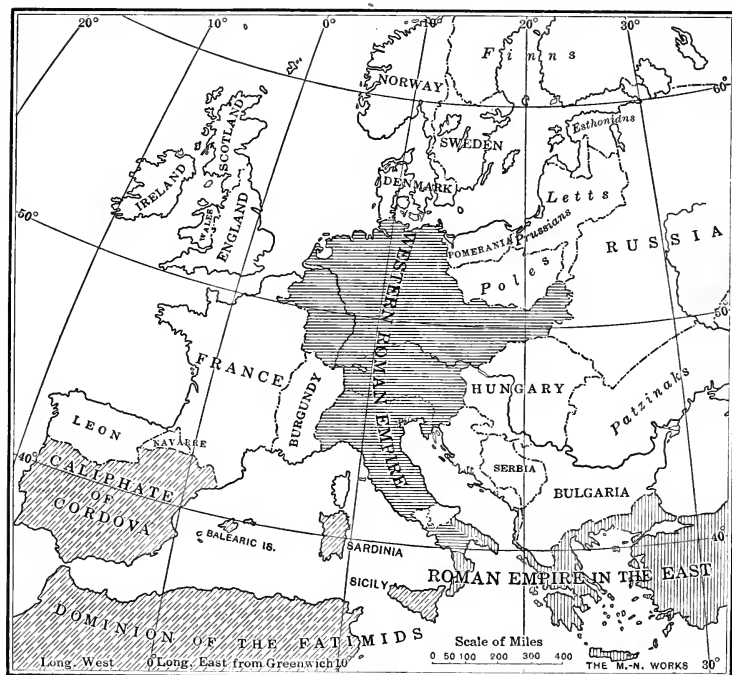 20°
10°
0°
10°
20°
30°
NORWAY
Finns
60°
60°
SCOTLAND
SWEDEN
Esthonians
IRELAND
DENMARK
Letts
50°
WALES
ENGLAND
POMERANIA
Prussians
RUSSIA
Poles
WESTERN ROMAN EMPIRE
50°
FRANCE
BURGUNDY
HUNGARY
Patzinaks
LEON
NAVARRE
SERBIA
BULGARIA
40°
CALIPHATE
OF
CORDOVA
BALEARIC IS.
SARDINIA
40°
SICILY
ROMAN EMPIRE IN THE EAST
DOMINION OF THE FATIMIDS
Scale of Miles
0 50 100 200 300 400
Long. West 0° Long. East from Greenwich 10°
THE M.-N. WORKS
30°